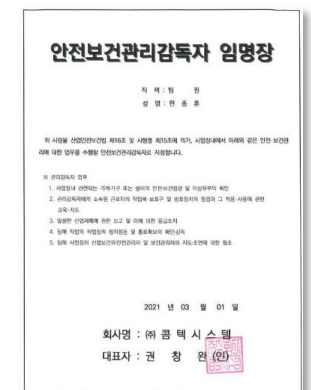 안전보건관리감독자 임명장
직 책 : 팀 원
성 명 : 한 종 훈
위 사람을 산업안전보건법 제16조 및 시행령 제15조에 의거, 사업장내에서 아래와 같은 안전·보건관
리에 대한 업무를 수행할 안전보건관리감독자로 지정합니다.
※ 관리감독자의 업무
1. 사업장내 관련되는 기계·기구 또는 설비의 안전·보건점검 및 이상유무의 확인
2. 관리감독자에게 소속된 근로자의 작업복·보호구 및 방호장치의 점검과 그 착용·사용에 관한
교육·지도
3. 발생한 산업재해에 관한 보고 및 이에 대한 응급조치
4. 당해 작업의 작업장의 정리정돈 및 통로확보의 확인·감독
5. 당해 사업장의 산업보건의·안전관리자 및 보건관리자의 지도·조언에 대한 협조
2021 년 03 월 01 일
회사명 : ㈜ 콤 텍 시 스 템
대표자 : 권 창 완 (인)